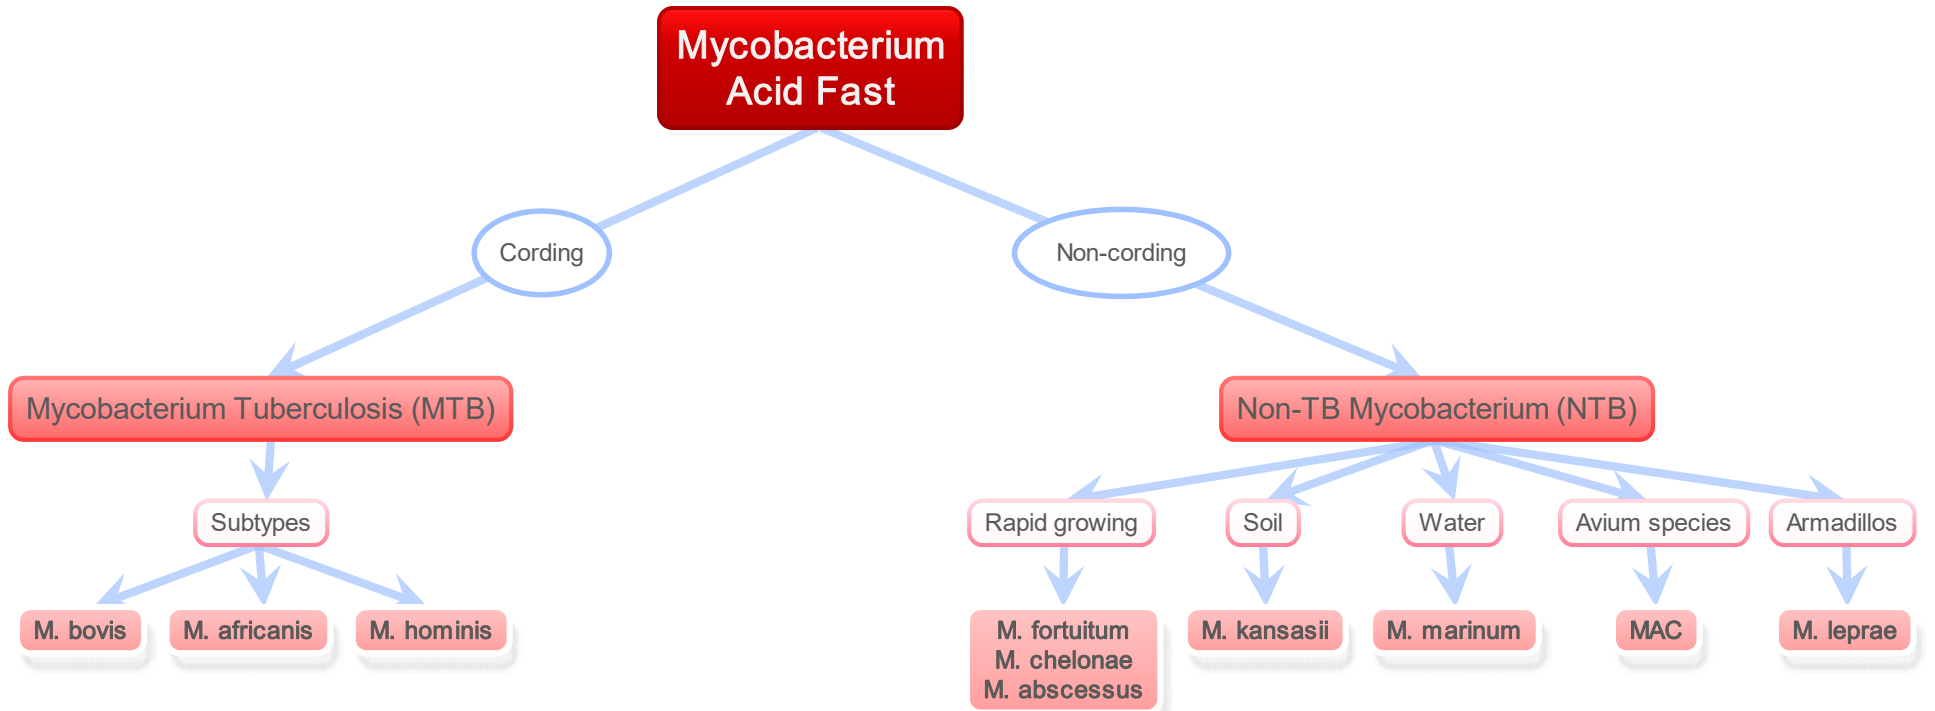 Mycobacterium
Acid Fast
Cording
Non-cording
Mycobacterium Tuberculosis (MTB)
Non-TB Mycobacterium (NTB)
Subtypes
Rapid growing
Soil
Water
Avium species
Armadillos
M. bovis
M. africanis
M. hominis
M. fortuitum
M. chelonae
M. abscessus
M. kansasii
M. marinum
MAC
M. leprae